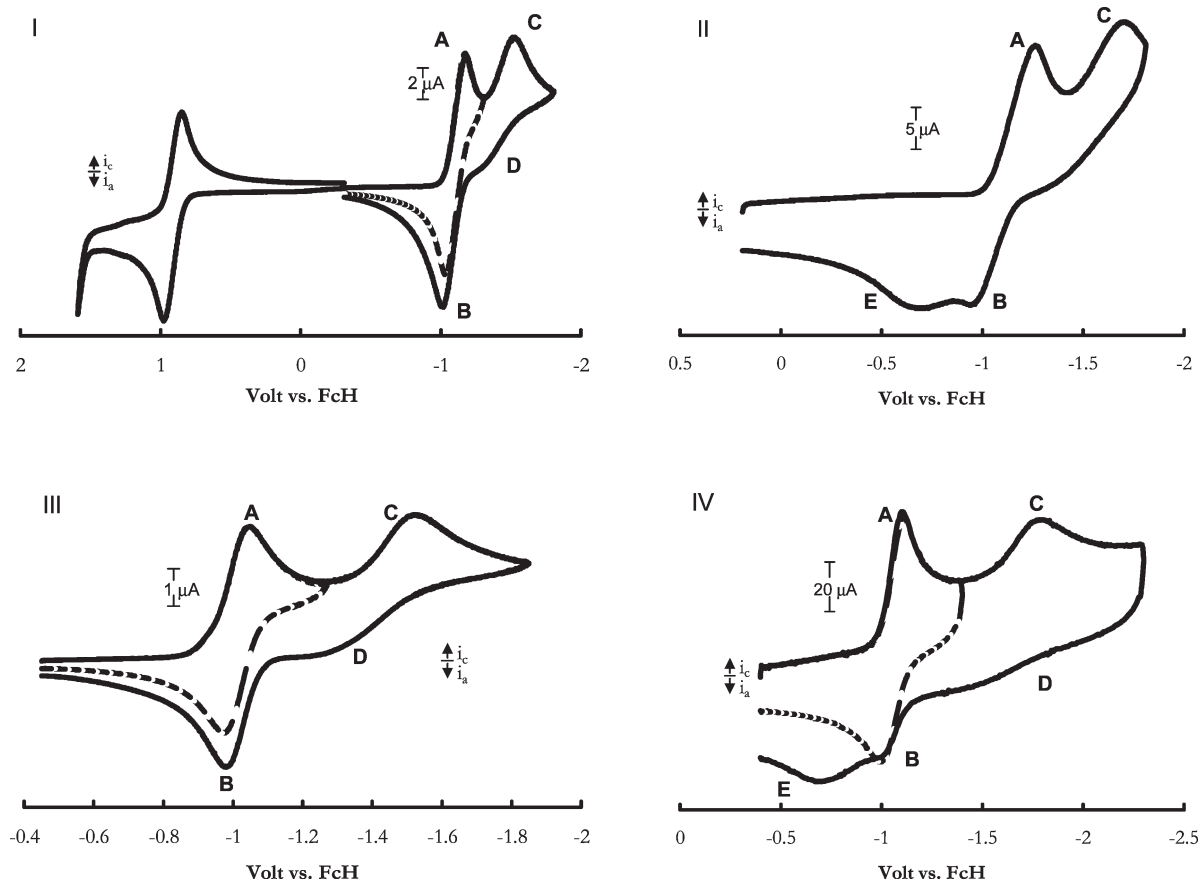 I
A
C
2 μA
ic
ia
D
B
2 1 0 -1 -2
Volt vs. FcH
II
A
C
5 μA
ic
ia
E
B
0.5 0 -0.5 -1 -1.5 -2
Volt vs. FcH
III
A
C
1 μA
ic
ia
D
B
-0.4 -0.6 -0.8 -1 -1.2 -1.4 -1.6 -1.8 -2
Volt vs. FcH
IV
A
C
20 μA
ic
ia
D
B
E
0 -0.5 -1 -1.5 -2 -2.5
Volt vs. FcH